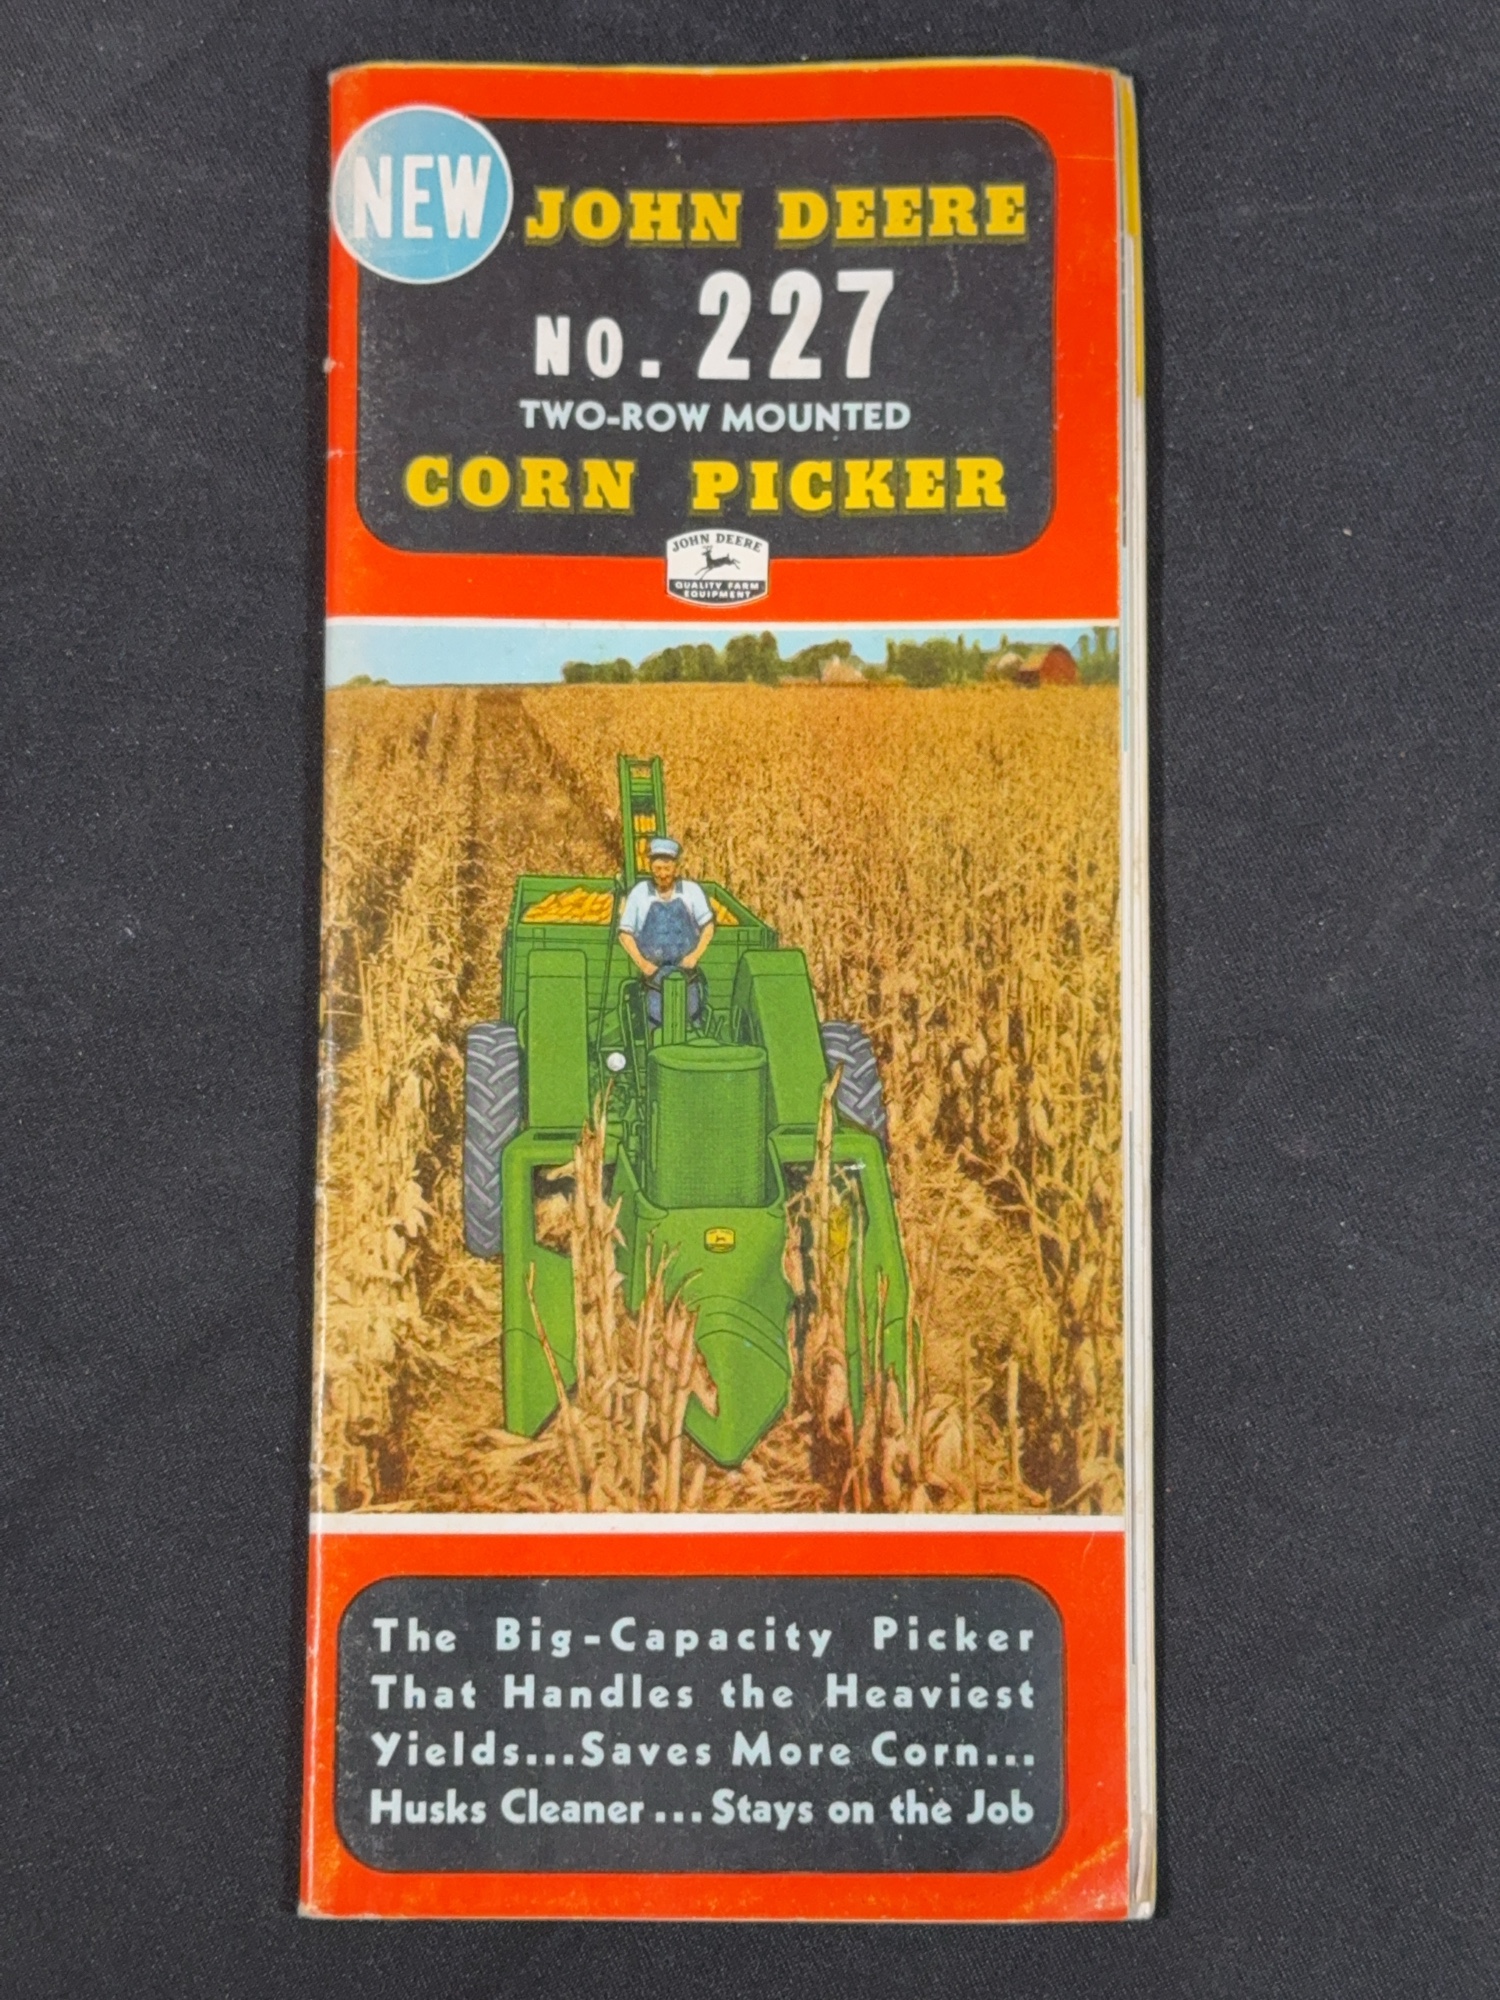 NEW
JOHN DEERE
NO. 227
TWO-ROW MOUNTED
CORN PICKER
JOHN DEERE
QUALITY FARM
EQUIPMENT
The Big-Capacity Picker
That Handles the Heaviest
Yields...Saves More Corn...
Husks Cleaner...Stays on the Job